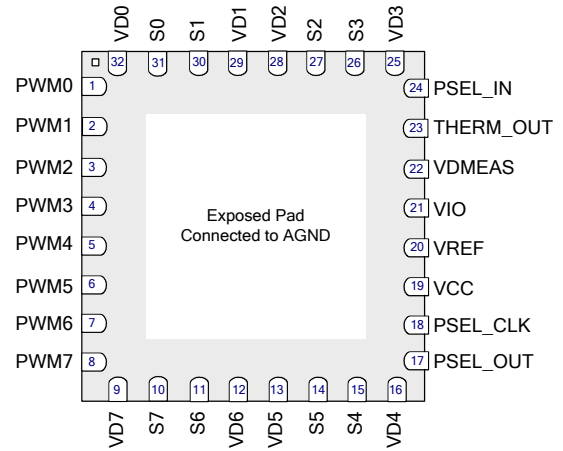 VD0 S0 S1 VD1 VD2 S2 S3 VD3
32 31 30 29 28 27 26 25
PWM0 1 24 PSEL_IN
PWM1 2 23 THERM_OUT
PWM2 3 22 VDMEAS
PWM3 4 21 VIO
Exposed Pad
Connected to AGND
PWM4 5 20 VREF
PWM5 6 19 VCC
PWM6 7 18 PSEL_CLK
PWM7 8 17 PSEL_OUT
9 10 11 12 13 14 15 16
VD7 S7 S6 VD6 VD5 S5 S4 VD4